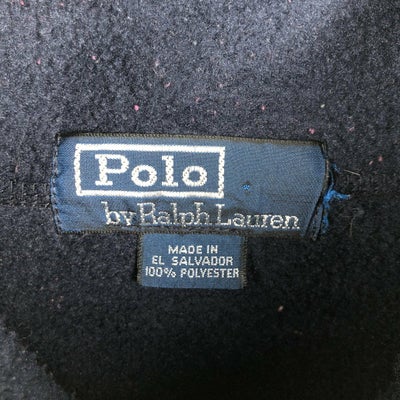 Polo
by Ralph Lauren
MADE IN
EL SALVADOR
100% POLYESTER